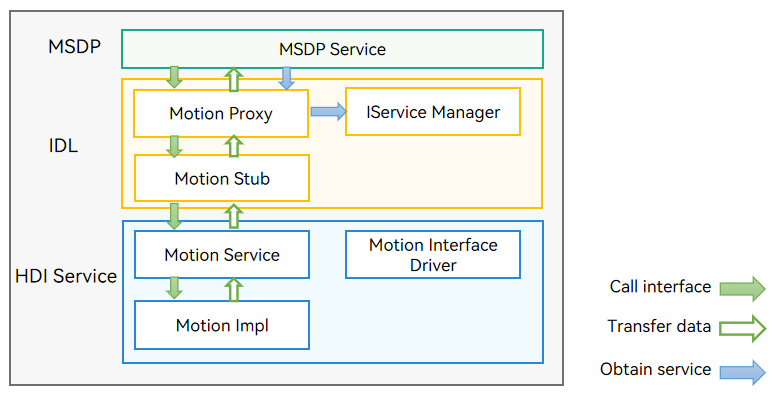 MSDP
MSDP Service
IDL
Motion Proxy
IService Manager
Motion Stub
HDI Service
Motion Service
Motion Interface
Driver
Motion Impl
Call interface
Transfer data
Obtain service